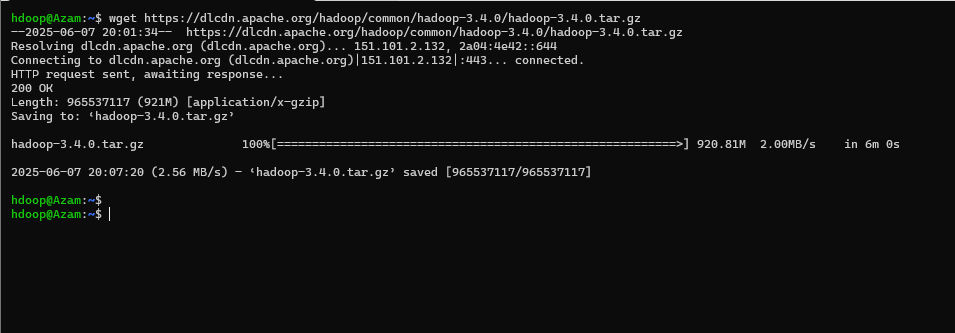 hdoop@Azam:~$ wget https://dlcdn.apache.org/hadoop/common/hadoop-3.4.0/hadoop-3.4.0.tar.gz
--2025-06-07 20:01:34--  https://dlcdn.apache.org/hadoop/common/hadoop-3.4.0/hadoop-3.4.0.tar.gz
Resolving dlcdn.apache.org (dlcdn.apache.org)... 151.101.2.132, 2a04:4e42::644
Connecting to dlcdn.apache.org (dlcdn.apache.org)|151.101.2.132|:443... connected.
HTTP request sent, awaiting response...
200 OK
Length: 965537117 (921M) [application/x-gzip]
Saving to: ‘hadoop-3.4.0.tar.gz’
hadoop-3.4.0.tar.gz              100%[=========================================================>] 920.81M  2.00MB/s    in 6m 0s
2025-06-07 20:07:20 (2.56 MB/s) - ‘hadoop-3.4.0.tar.gz’ saved [965537117/965537117]
hdoop@Azam:~$
hdoop@Azam:~$